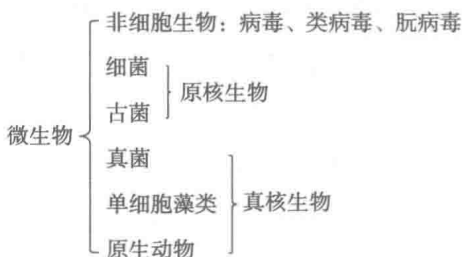 非细胞生物：病毒、类病毒、朊病毒
细菌
原核生物
古菌
微生物
真菌
单细胞藻类
真核生物
原生动物